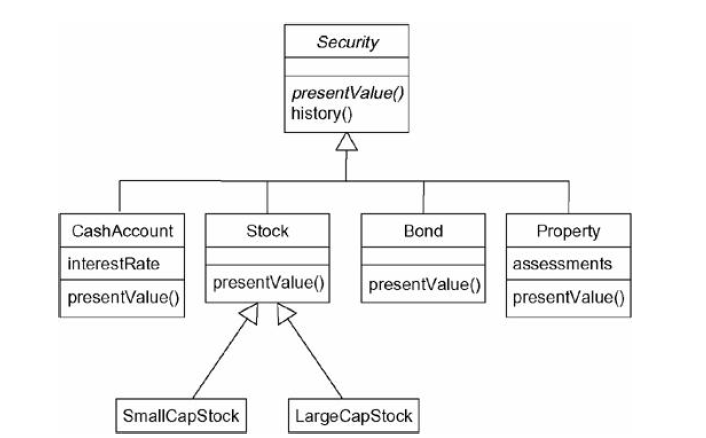 Security
presentValue()
history()
CashAccount
interestRate
presentValue()
Stock
presentValue()
Bond
presentValue()
Property
assessments
presentValue()
SmallCapStock
LargeCapStock